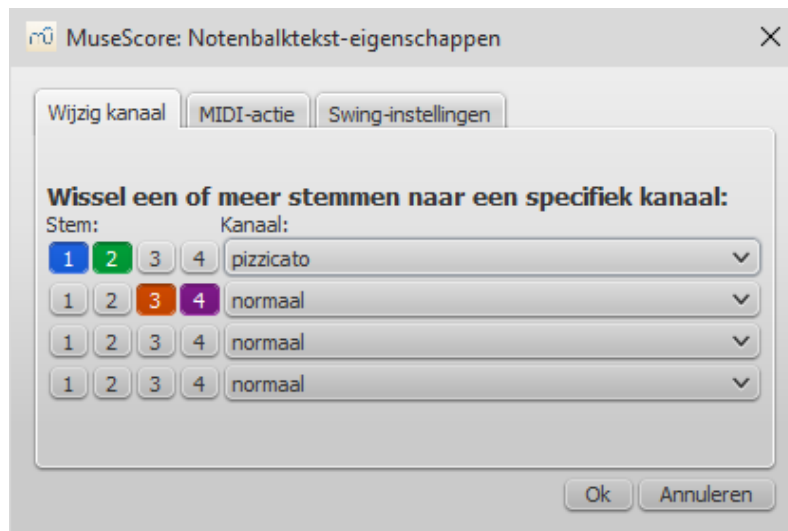 MuseScore: Notenbalktekst-eigenschappen
Wijzig kanaal MIDI-actie Swing-instellingen
Wissel een of meer stemmen naar een specifiek kanaal:
Stem: Kanaal:
1 2 3 4 pizzicato
1 2 3 4 normaal
1 2 3 4 normaal
1 2 3 4 normaal
Ok Annuleren